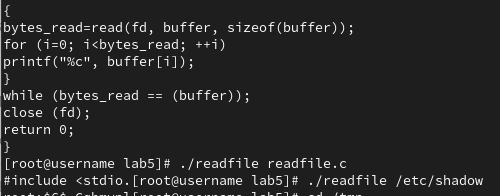 {
bytes_read=read(fd, buffer, sizeof(buffer));
for (i=0; i<bytes_read; ++i)
printf("%c", buffer[i]);
}
while (bytes_read == (buffer));
close (fd);
return 0;
}
[root@username lab5]# ./readfile readfile.c
#include <stdio.[root@username lab5]# ./readfile /etc/shadow